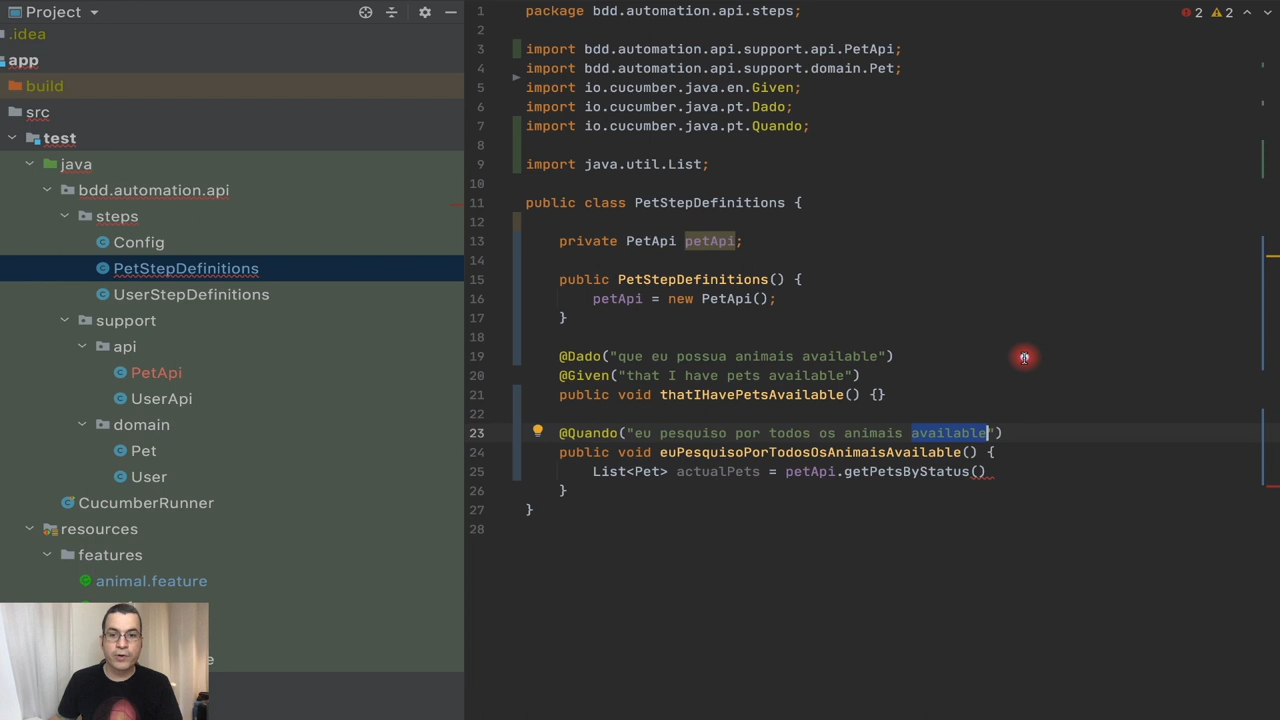 Project
.idea
app
build
src
test
java
bdd.automation.api
steps
Config
PetStepDefinitions
UserStepDefinitions
support
api
PetApi
UserApi
domain
Pet
User
CucumberRunner
resources
features
animal.feature
2 2
1 package bdd.automation.api.steps;
2
3 import bdd.automation.api.support.api.PetApi;
4 import bdd.automation.api.support.domain.Pet;
5 import io.cucumber.java.en.Given;
6 import io.cucumber.java.pt.Dado;
7 import io.cucumber.java.pt.Quando;
8
9 import java.util.List;
10
11 public class PetStepDefinitions {
12
13 private PetApi petApi;
14
15 public PetStepDefinitions() {
16 petApi = new PetApi();
17 }
18
19 @Dado("que eu possua animais available")
20 @Given("that I have pets available")
21 public void thatIHavePetsAvailable() {}
22
23 @Quando("eu pesquiso por todos os animais available")
24 public void euPesquisoPorTodosOsAnimaisAvailable() {
25 List<Pet> actualPets = petApi.getPetsByStatus()
26 }
27 }
28